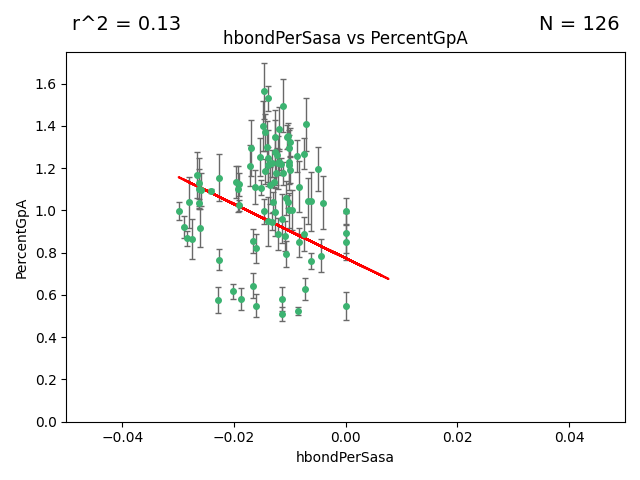 r^2 = 0.13
N = 126
hbondPerSasa vs PercentGpA
1.6
1.4
1.2
1.0
0.8
0.6
0.4
0.2
0.0
PercentGpA
−0.04
−0.02
0.00
0.02
0.04
hbondPerSasa